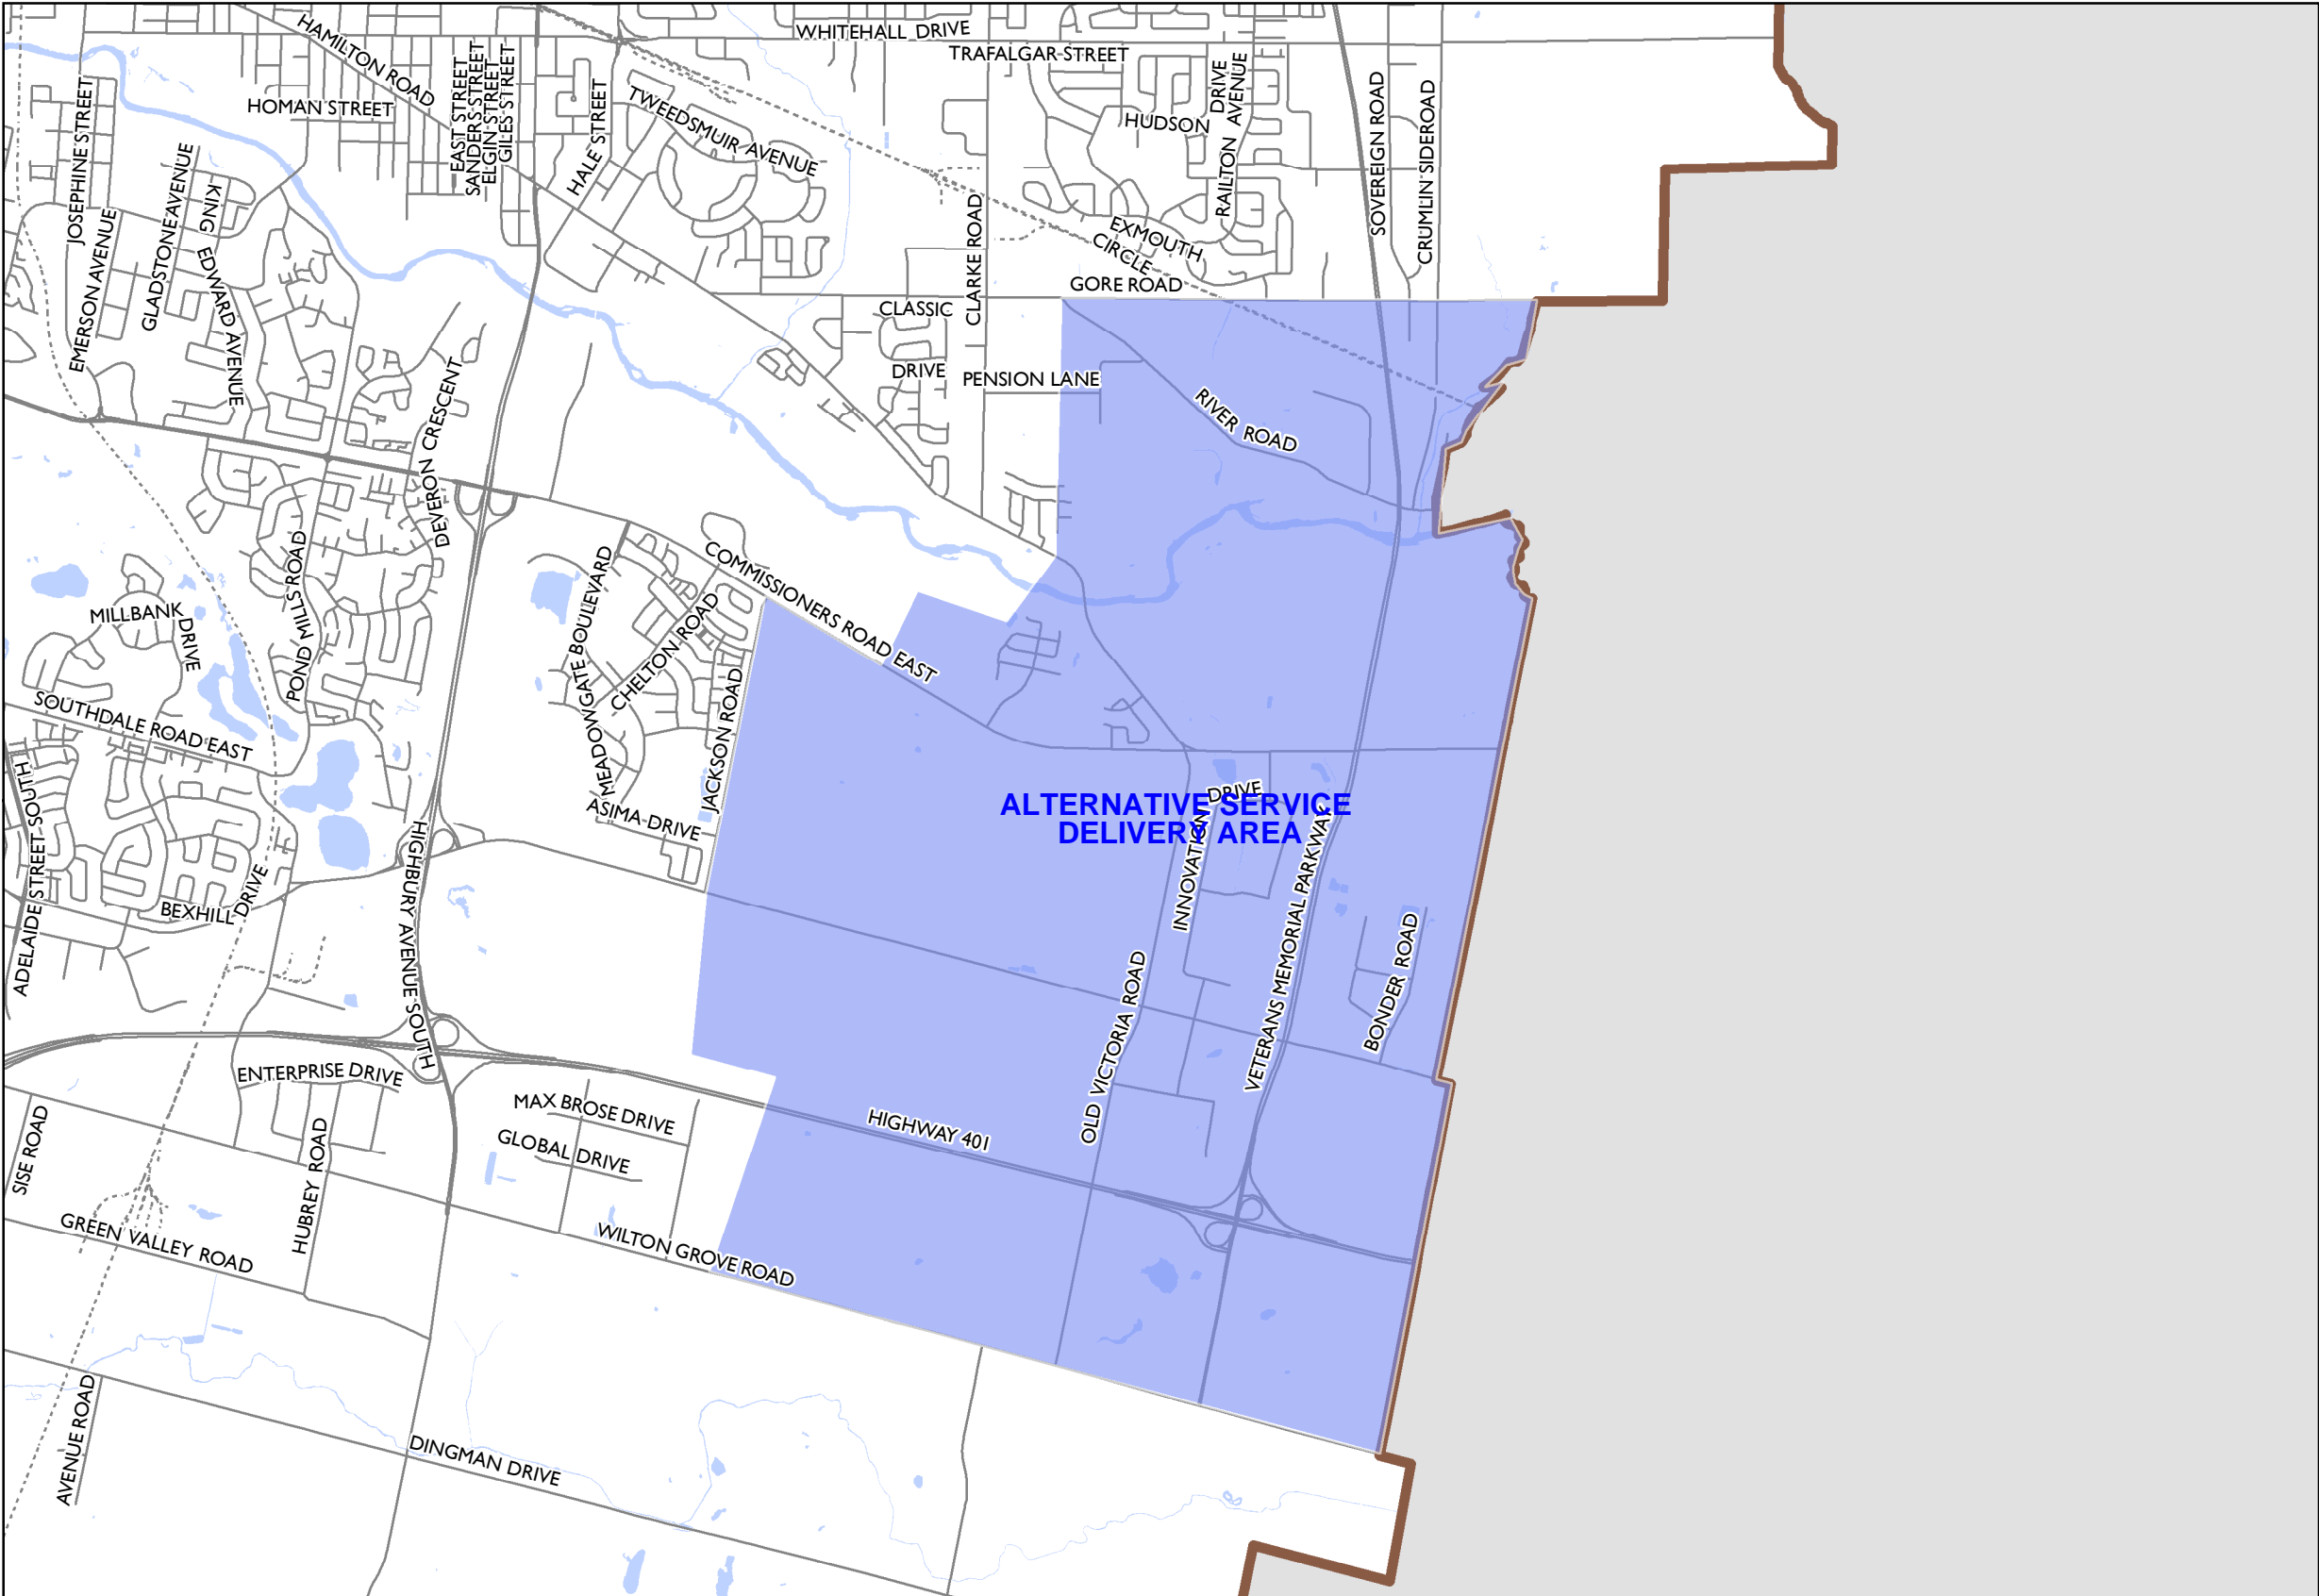 WHITEHALL DRIVE
TRAFALGAR STREET
HAMILTON ROAD
HOMAN STREET
EAST STREET
SANDERS STREET
ELGIN STREET
GILES STREET
HALE STREET
TWEEDSMUIR AVENUE
HUDSON DRIVE
RAILTON AVENUE
SOVEREIGN ROAD
CRUMLIN SIDEROAD
JOSEPHINE STREET
EMERSON AVENUE
GLADSTONE AVENUE
KING EDWARD AVENUE
CLARKE ROAD
EXMOUTH
CIRCLE
GORE ROAD
CLASSIC
DRIVE
PENSION LANE
RIVER ROAD
DEVERON CRESCENT
POND MILLS ROAD
MILLBANK DRIVE
SOUTHDALE ROAD EAST
COMMISSIONERS ROAD EAST
MEADOWGATE BOULEVARD
CHELTON ROAD
JACKSON ROAD
ASIMA DRIVE
ALTERNATIVE SERVICE
DELIVERY AREA
INNOVATION DRIVE
VETERANS MEMORIAL PARKWAY
BONDER ROAD
OLD VICTORIA ROAD
ADELAIDE STREET SOUTH
BEXHILL DRIVE
HIGHBURY AVENUE SOUTH
ENTERPRISE DRIVE
MAX BROSE DRIVE
GLOBAL DRIVE
HIGHWAY 401
SISE ROAD
HUBREY ROAD
GREEN VALLEY ROAD
WILTON GROVE ROAD
AVENUE ROAD
DINGMAN DRIVE